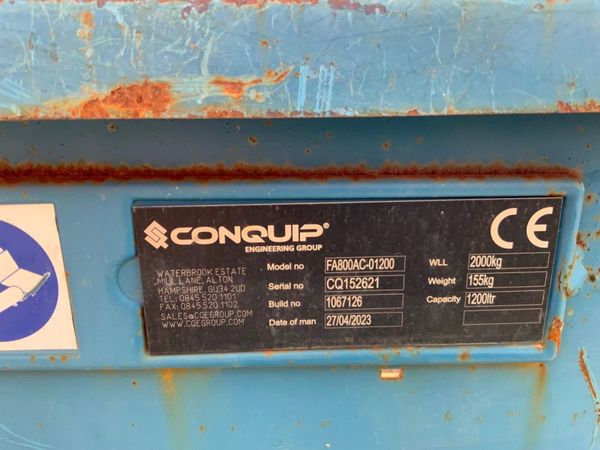 CONQUIP®
ENGINEERING GROUP
CE
WATERBROOK ESTATE
MILL LANE, ALTON
HAMPSHIRE, GU34 2UD
TEL: 0845 520 1101
FAX: 0845 520 1102
SALES@CQEGROUP.COM
WWW.CQEGROUP.COM
Model no FA800AC-01200
Serial no CQ152621
Build no 1067126
Date of man 27/04/2023
WLL 2000kg
Weight 155kg
Capacity 1200ltr